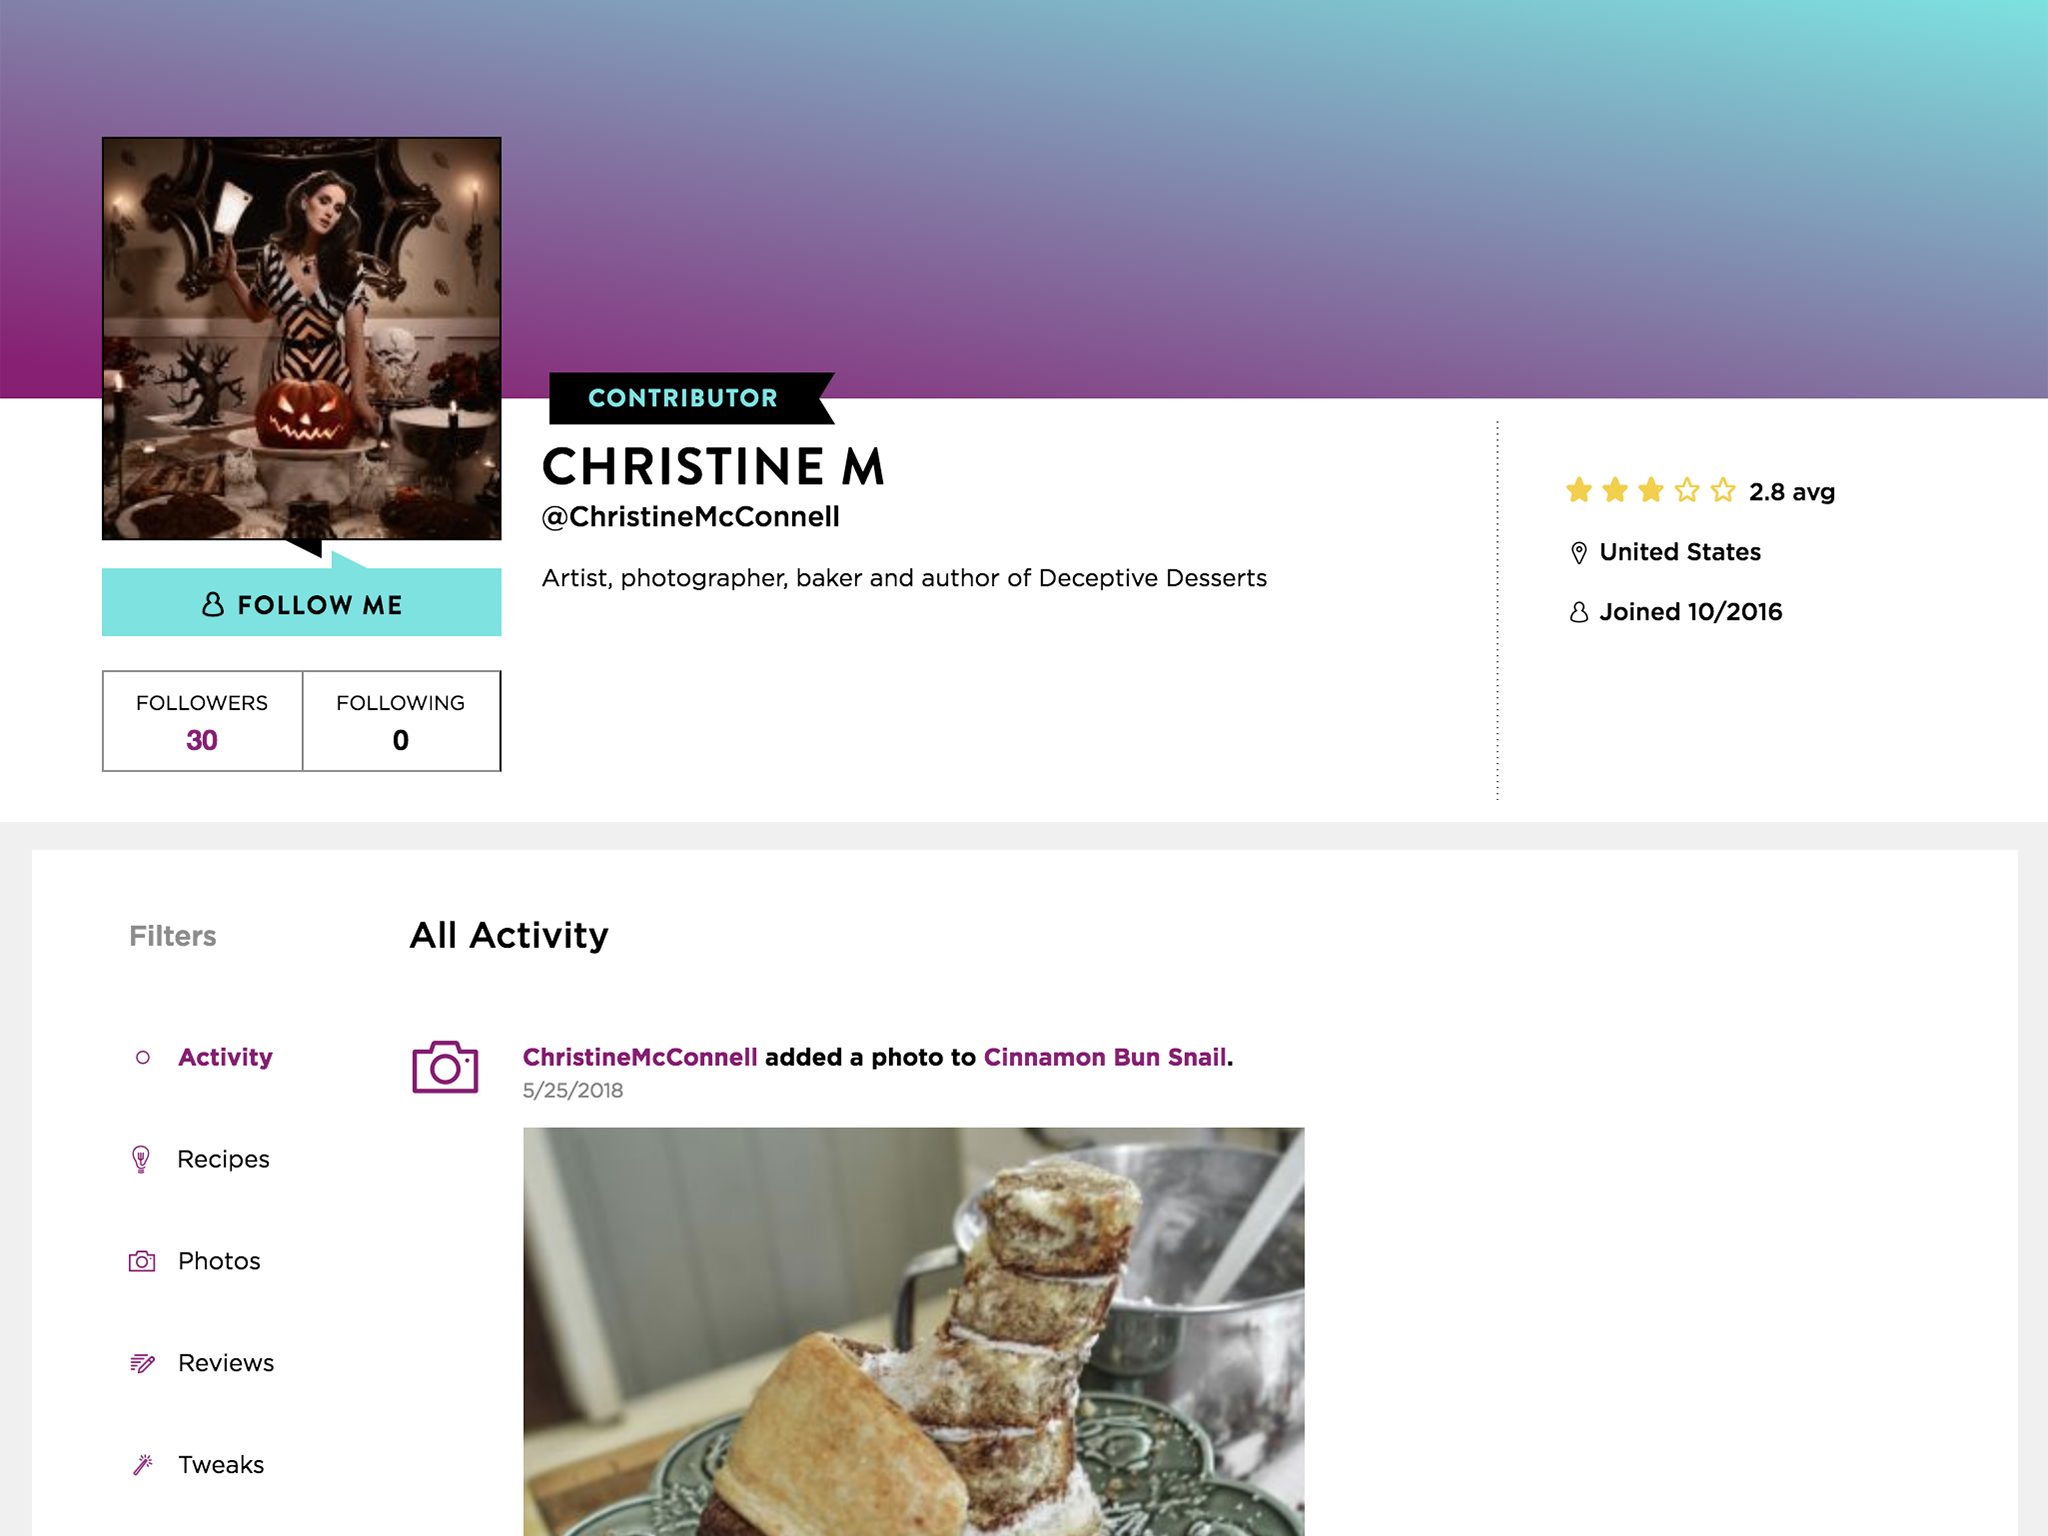 CONTRIBUTOR
CHRISTINE M
@ChristineMcConnell
Artist, photographer, baker and author of Deceptive Desserts
FOLLOW ME
FOLLOWERS
30
FOLLOWING
0
2.8 avg
United States
Joined 10/2016
Filters
Activity
Recipes
Photos
Reviews
Tweaks
All Activity
ChristineMcConnell added a photo to Cinnamon Bun Snail.
5/25/2018